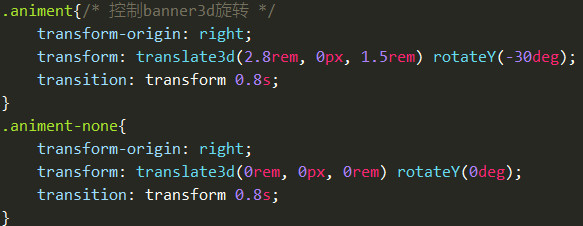 .animent{/* 控制banner3d旋转 */
    transform-origin: right;
    transform: translate3d(2.8rem, 0px, 1.5rem) rotateY(-30deg);
    transition: transform 0.8s;
}
.animent-none{
    transform-origin: right;
    transform: translate3d(0rem, 0px, 0rem) rotateY(0deg);
    transition: transform 0.8s;
}